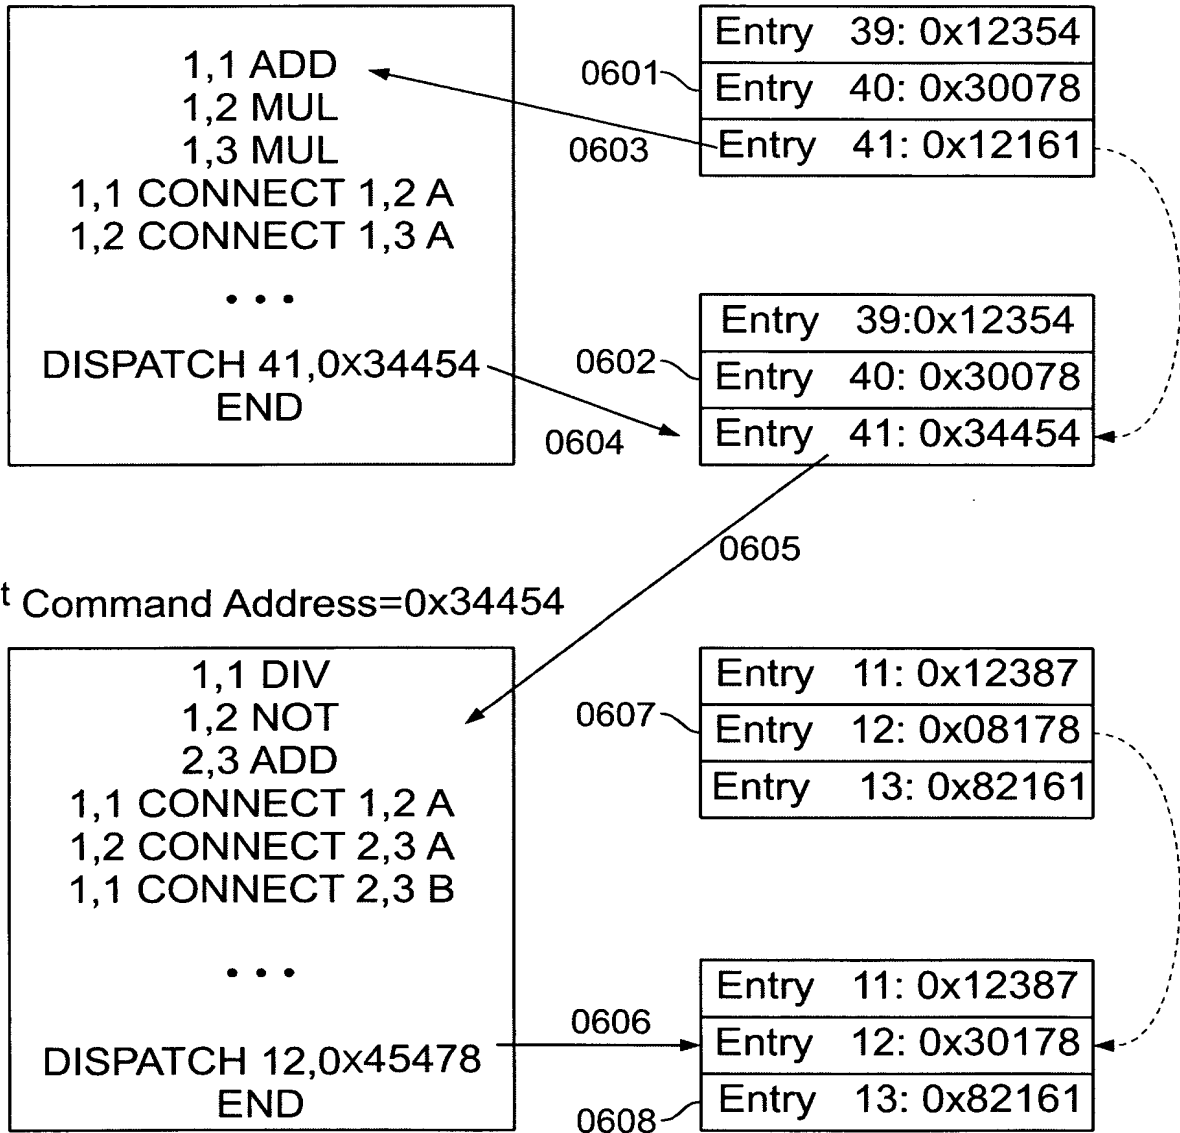 1,1 ADD
1,2 MUL
1,3 MUL
1,1 CONNECT 1,2 A
1,2 CONNECT 1,3 A
...
DISPATCH 41,0x34454
END
0601
0603
Entry 39: 0x12354
Entry 40: 0x30078
Entry 41: 0x12161
0602
0604
Entry 39:0x12354
Entry 40: 0x30078
Entry 41: 0x34454
0605
t Command Address=0x34454
1,1 DIV
1,2 NOT
2,3 ADD
1,1 CONNECT 1,2 A
1,2 CONNECT 2,3 A
1,1 CONNECT 2,3 B
...
DISPATCH 12,0x45478
END
0607
Entry 11: 0x12387
Entry 12: 0x08178
Entry 13: 0x82161
0606
0608
Entry 11: 0x12387
Entry 12: 0x30178
Entry 13: 0x82161